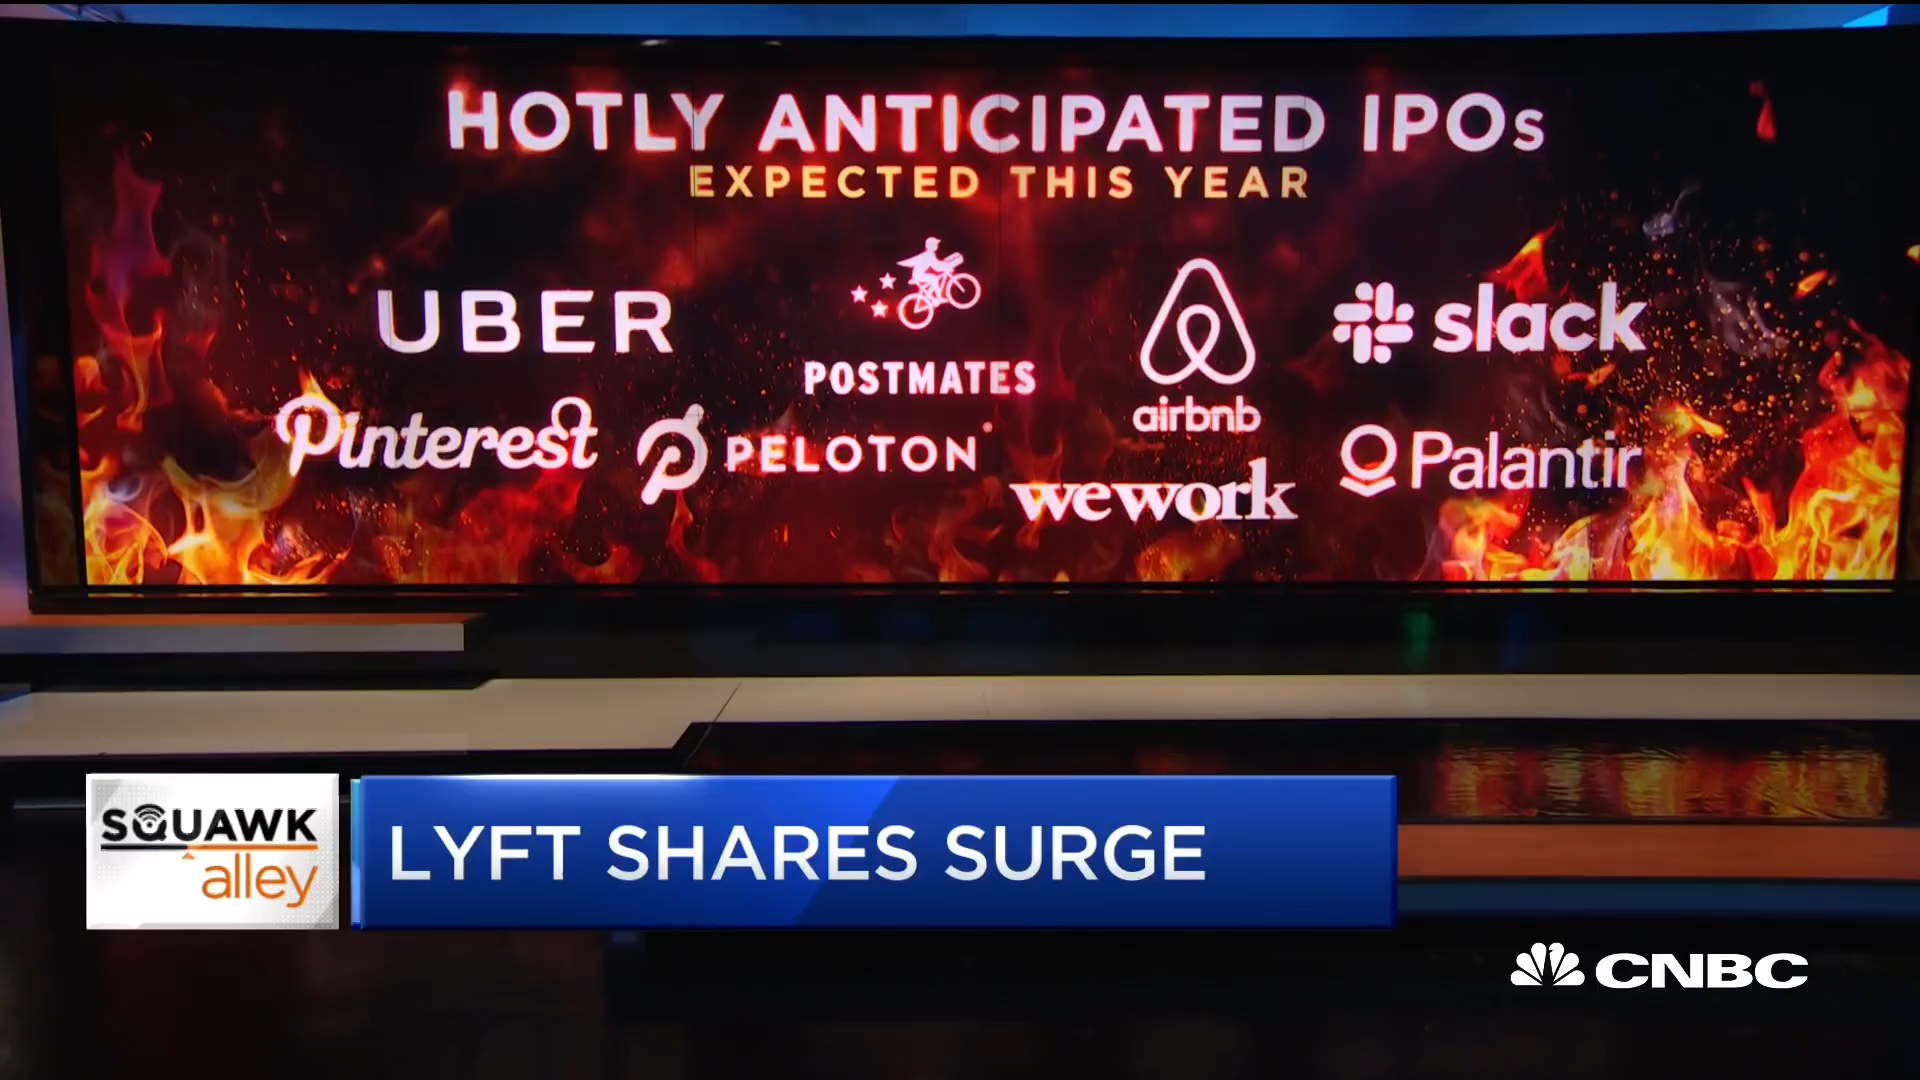 HOTLY ANTICIPATED IPOs
EXPECTED THIS YEAR
UBER
POSTMATES
airbnb
slack
Pinterest
PELOTON
wework
Palantir
SQUAWK
alley
LYFT SHARES SURGE
CNBC